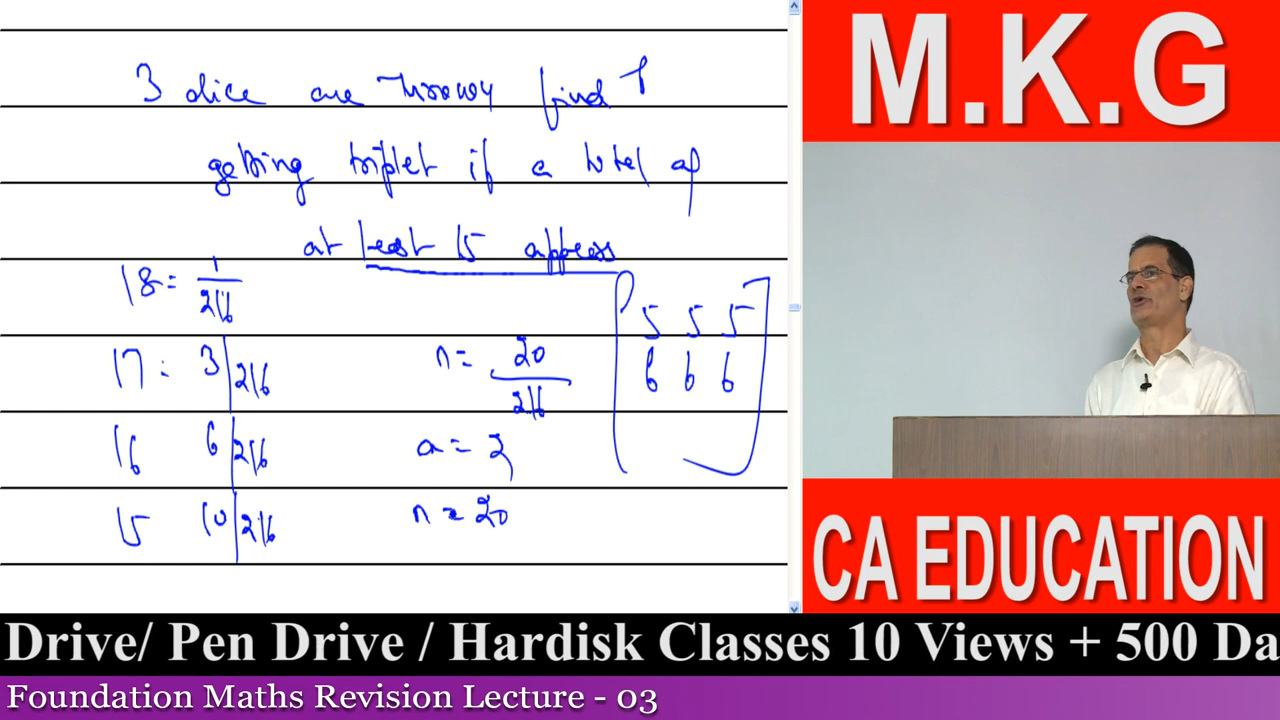 3 dice are thrown find P
getting triplet if a total of
at least 15 appears
18 = 1/216
17 : 3/216
16 6/216
15 10/216
n = 20/216
a = 2
n = 20
5 5 5
6 6 6
M.K.G
CA EDUCATION
Drive/ Pen Drive / Hardisk Classes 10 Views + 500 Da
Foundation Maths Revision Lecture - 03